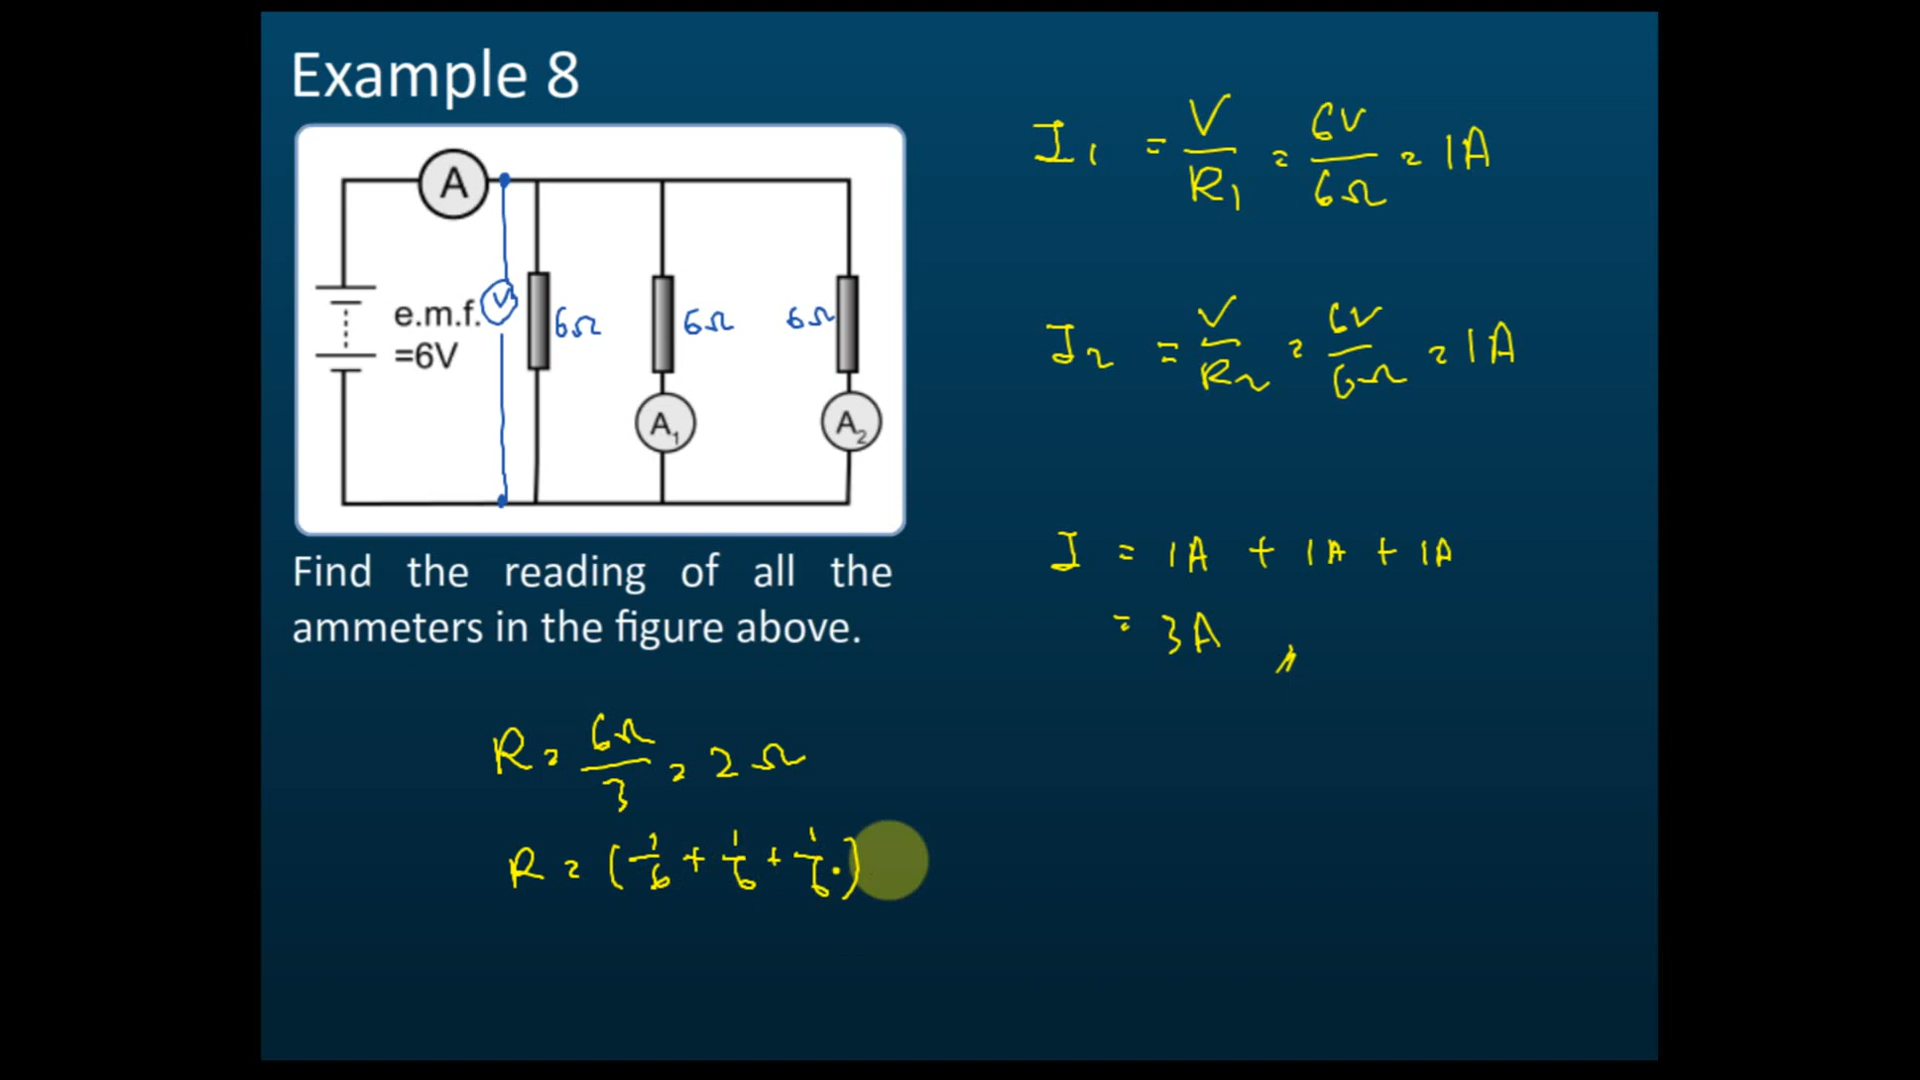 Example 8
A
e.m.f.
=6V
V
6Ω
6Ω
6Ω
A₁
A₂
Find the reading of all the
ammeters in the figure above.
R = 6Ω/3 = 2Ω
R = (1/6 + 1/6 + 1/6)
I₁ = V/R₁ = 6V/6Ω = 1A
I₂ = V/R₂ = 6V/6Ω = 1A
I = 1A + 1A + 1A
= 3A